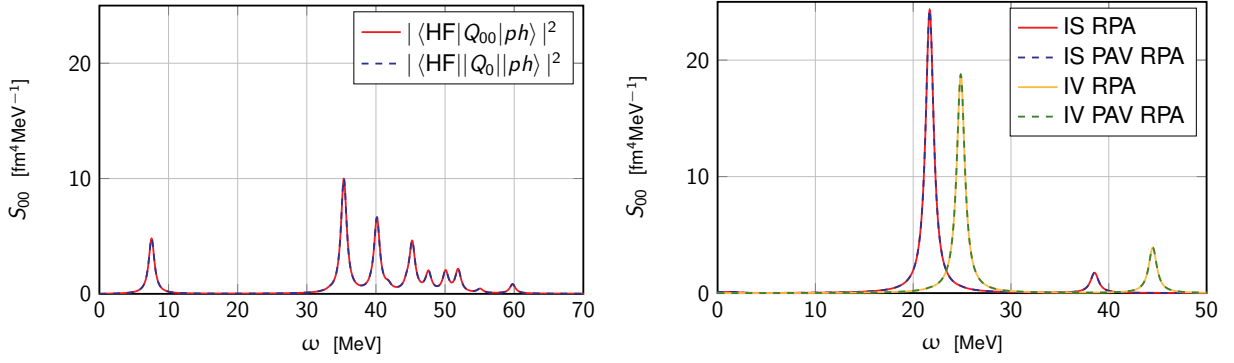 20
10
0
S₀₀ [fm⁴MeV⁻¹]
0 10 20 30 40 50 60 70
ω [MeV]
| ⟨HF|Q₀₀|ph⟩ |²
| ⟨HF||Q₀||ph⟩ |²
20
10
0
S₀₀ [fm⁴MeV⁻¹]
0 10 20 30 40 50
ω [MeV]
IS RPA
IS PAV RPA
IV RPA
IV PAV RPA